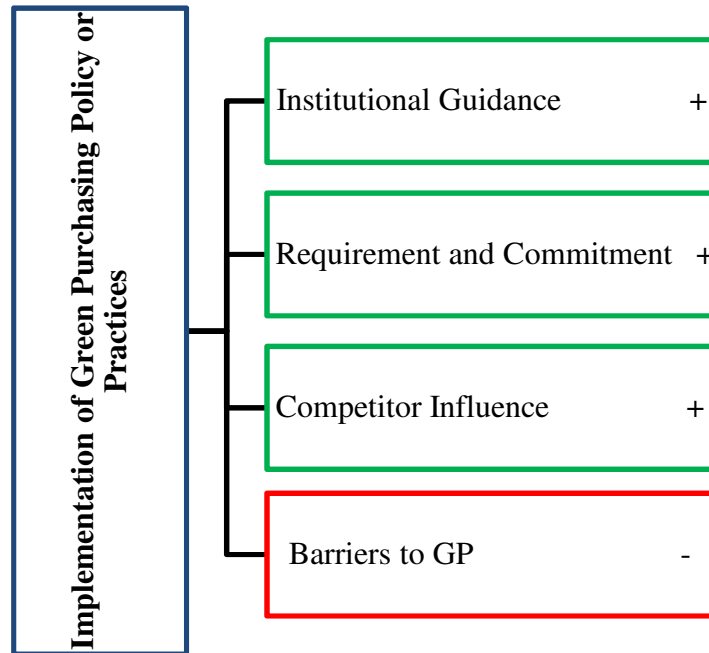 Implementation of Green Purchasing Policy or
Practices
Institutional Guidance +
Requirement and Commitment +
Competitor Influence +
Barriers to GP -